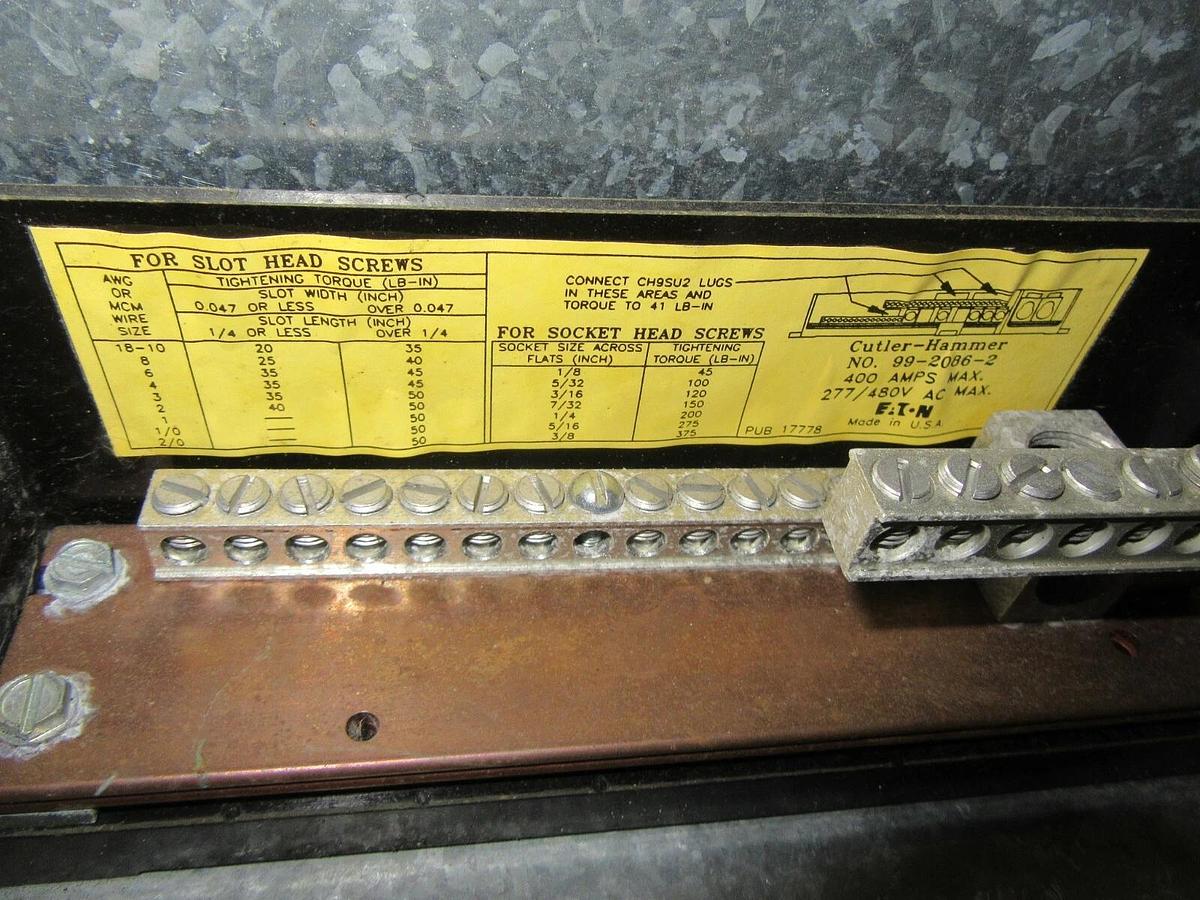 FOR SLOT HEAD SCREWS
AWG
OR
MCM
WIRE
SIZE
TIGHTENING TORQUE (LB-IN)
SLOT WIDTH (INCH)
0.047 OR LESS OVER 0.047
SLOT LENGTH (INCH)
1/4 OR LESS OVER 1/4
18-10 20 35
8 25 40
6 35 45
4 35 45
3 35 50
2 40 50
1 — 50
1/0 — 50
2/0 — 50
CONNECT CH9SU2 LUGS
IN THESE AREAS AND
TORQUE TO 41 LB-IN
FOR SOCKET HEAD SCREWS
SOCKET SIZE ACROSS TIGHTENING
FLATS (INCH) TORQUE (LB-IN)
1/8 45
5/32 100
3/16 120
7/32 150
1/4 200
5/16 275
3/8 375
PUB 17778
Cutler-Hammer
NO. 99-2086-2
400 AMPS MAX.
277/480V AC MAX.
EATON
Made in U.S.A.